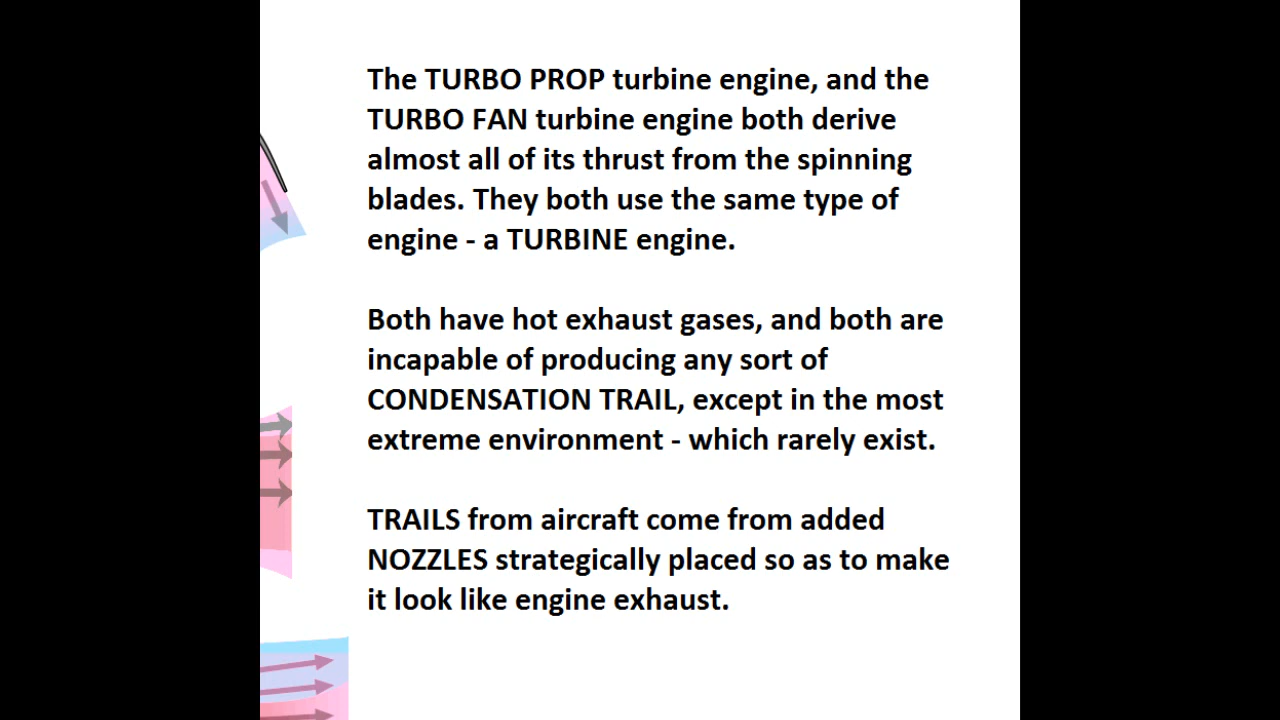 The TURBO PROP turbine engine, and the
TURBO FAN turbine engine both derive
almost all of its thrust from the spinning
blades. They both use the same type of
engine - a TURBINE engine.
Both have hot exhaust gases, and both are
incapable of producing any sort of
CONDENSATION TRAIL, except in the most
extreme environment - which rarely exist.
TRAILS from aircraft come from added
NOZZLES strategically placed so as to make
it look like engine exhaust.